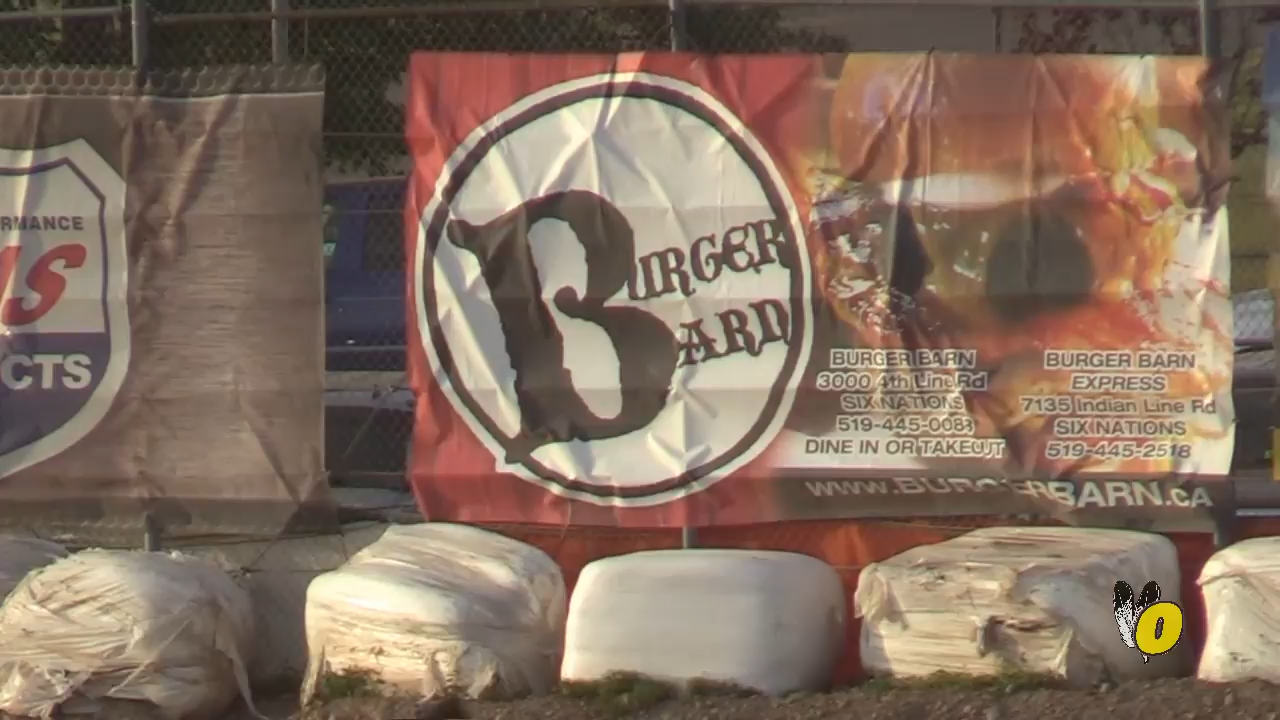 RMANCE
CTS
BURGER
BARN
BURGER BARN
3000 4th Line Rd
SIX NATIONS
519-445-0083
DINE IN OR TAKEOUT
BURGER BARN
EXPRESS
7135 Indian Line Rd
SIX NATIONS
519-445-2518
www.BURGERBARN.CA